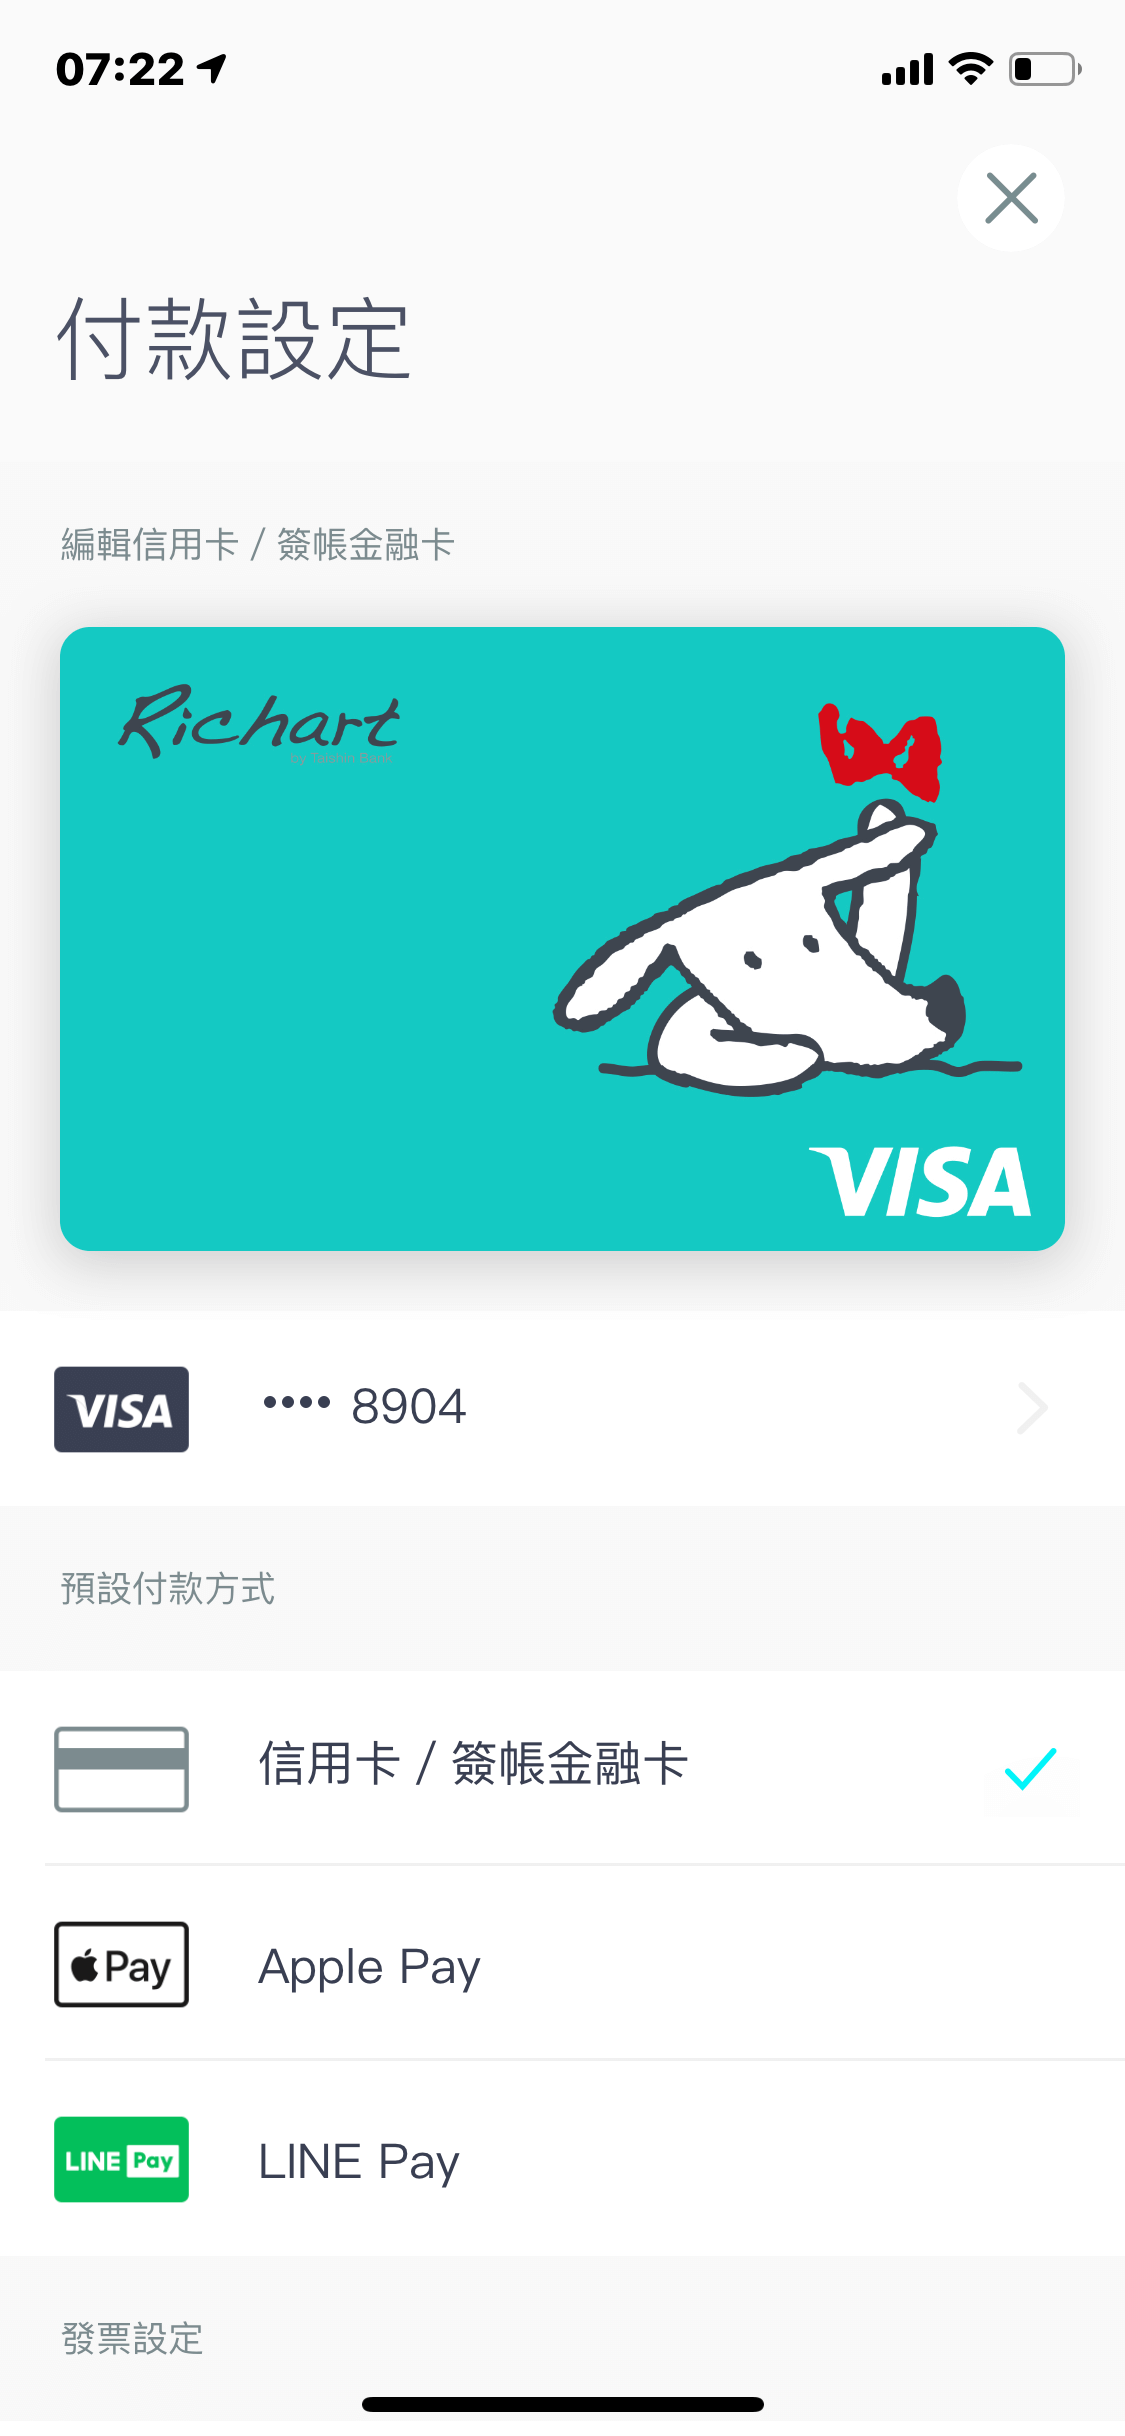 07:22
付款設定
編輯信用卡 / 簽帳金融卡
Richart
by Taishin Bank
VISA
VISA •••• 8904
預設付款方式
信用卡 / 簽帳金融卡
Pay Apple Pay
LINE Pay LINE Pay
發票設定